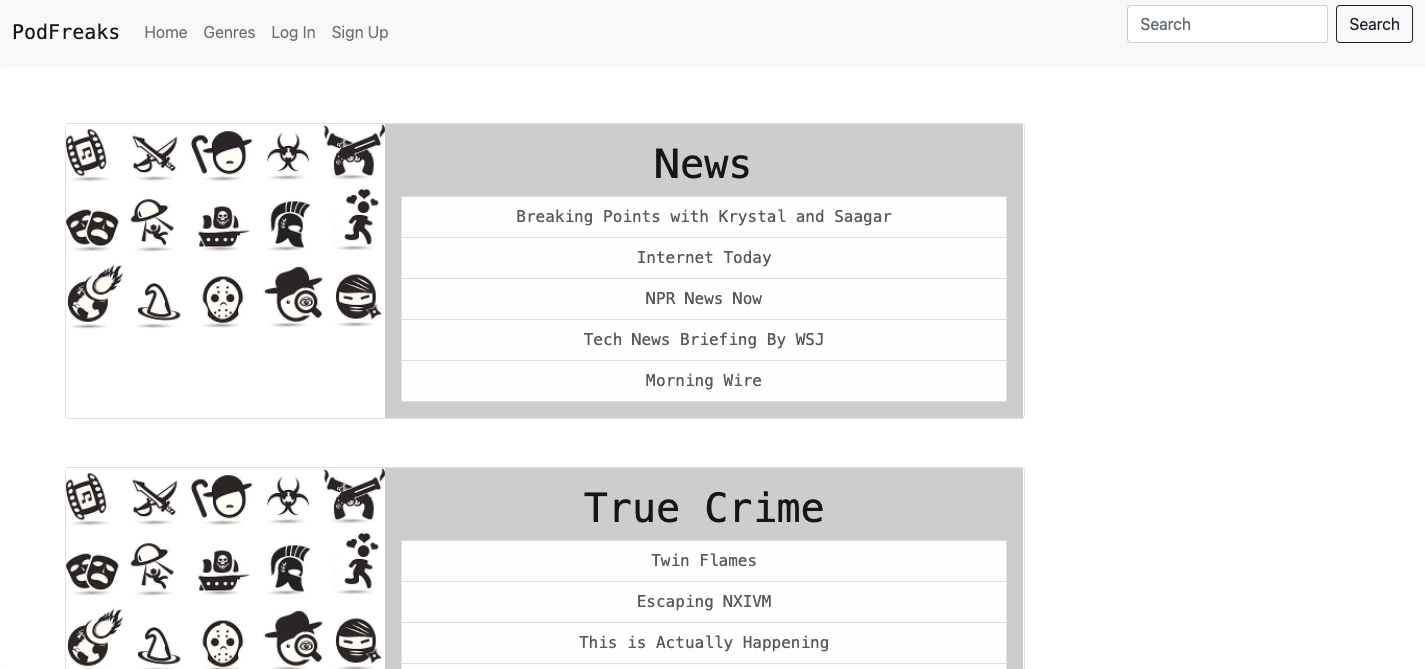 PodFreaks Home Genres Log In Sign Up Search Search
News
Breaking Points with Krystal and Saagar
Internet Today
NPR News Now
Tech News Briefing By WSJ
Morning Wire
True Crime
Twin Flames
Escaping NXIVM
This is Actually Happening